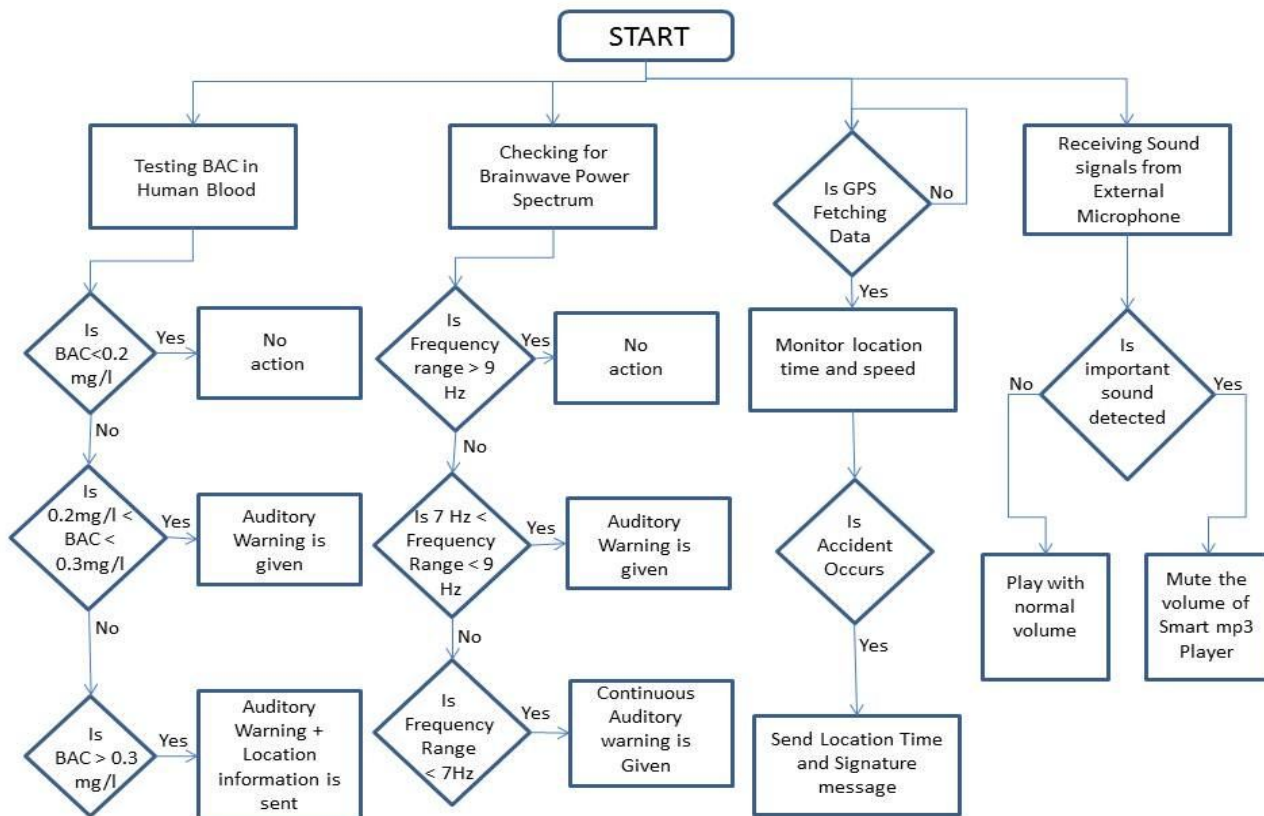 START
Testing BAC in
Human Blood
Checking for
Brainwave Power
Spectrum
Is GPS
Fetching
Data
No
Receiving Sound
signals from
External
Microphone
Yes
Is
BAC<0.2
mg/l
Yes
No
action
Is
Frequency
range > 9
Hz
Yes
No
action
Monitor location
time and speed
Is
important
sound
detected
No
Yes
No
No
Is
0.2mg/l <
BAC <
0.3mg/l
Yes
Auditory
Warning is
given
Is 7 Hz <
Frequency
Range < 9
Hz
Yes
Auditory
Warning is
given
Is
Accident
Occurs
Play with
normal
volume
Mute the
volume of
Smart mp3
Player
No
No
Yes
Is
BAC > 0.3
mg/l
Yes
Auditory
Warning +
Location
information is
sent
Is
Frequency
Range
< 7Hz
Yes
Continuous
Auditory
warning is
Given
Send Location Time
and Signature
message